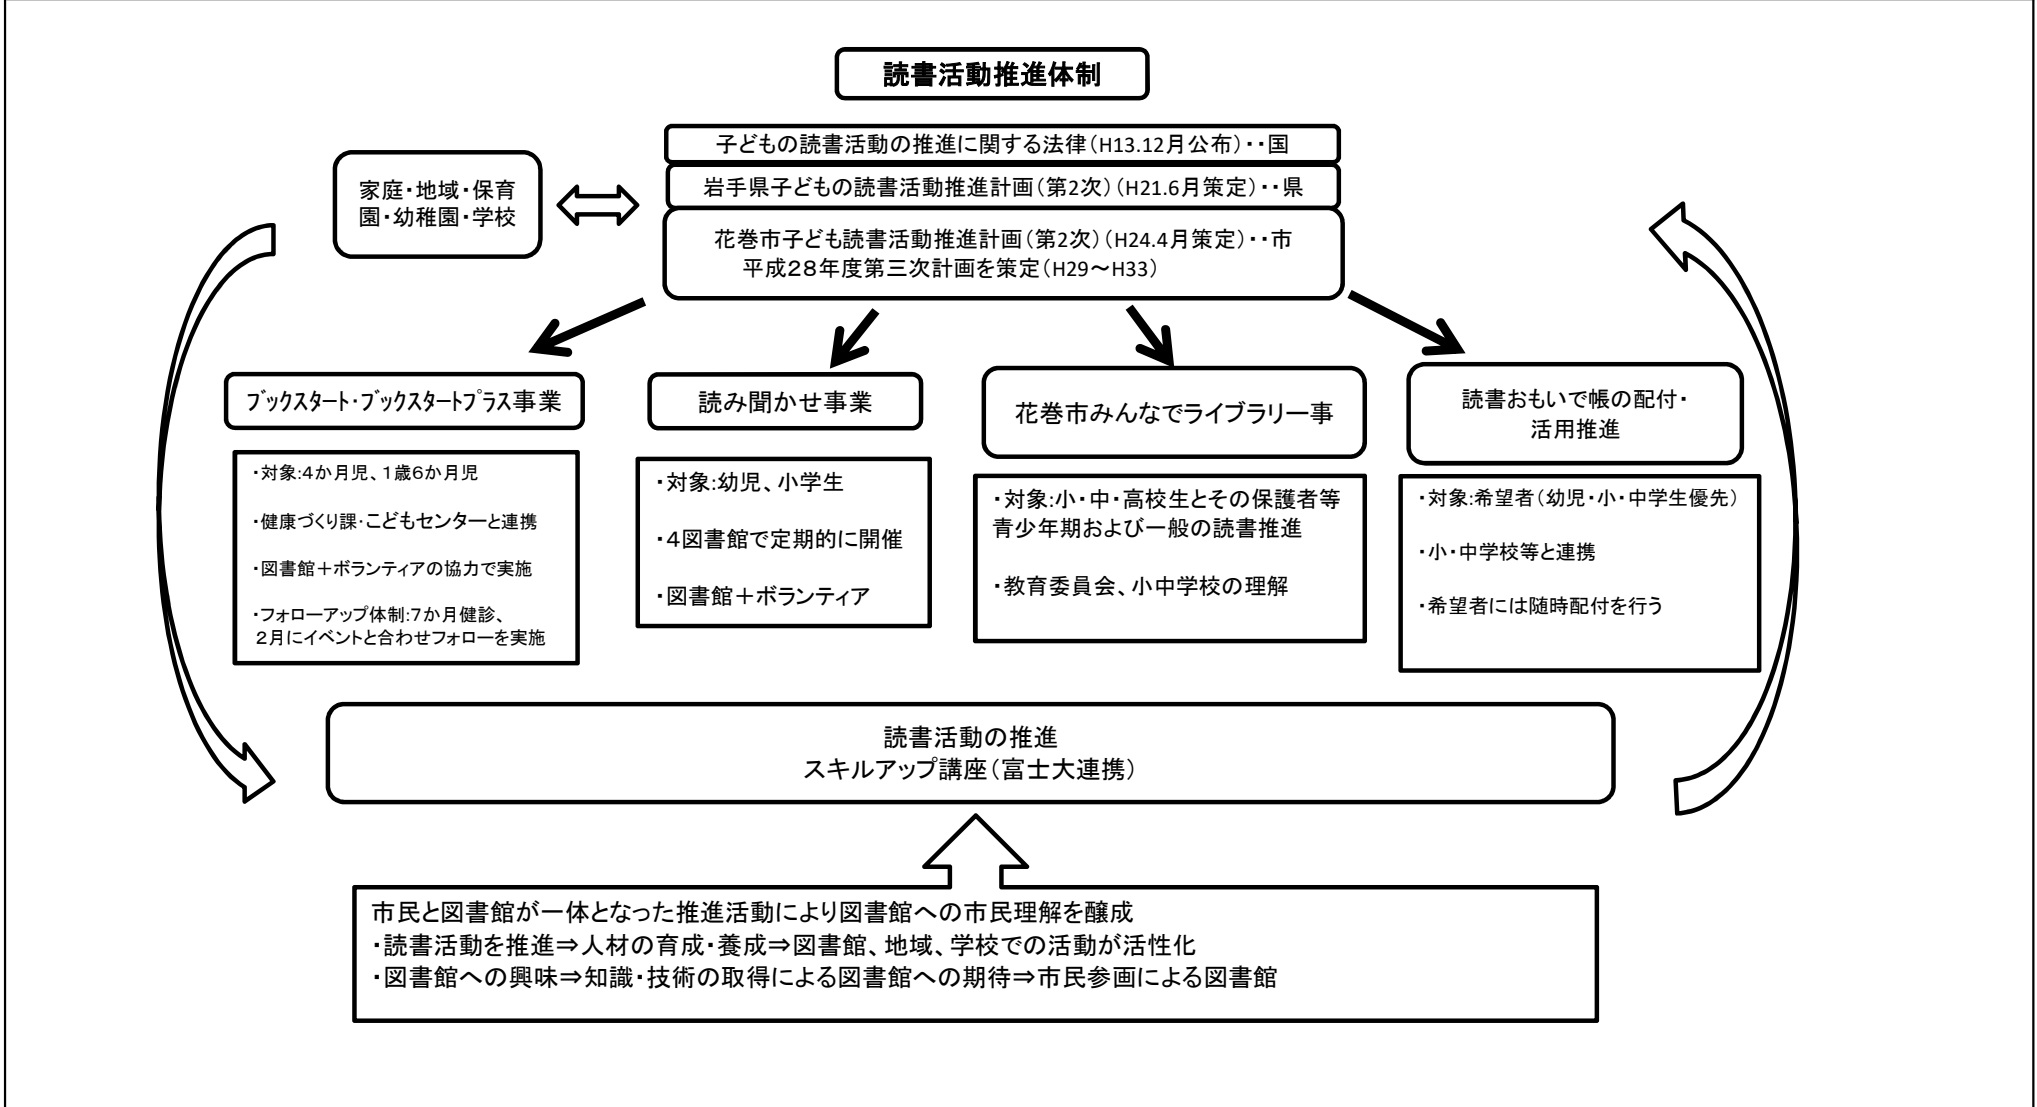 読書活動推進体制
子どもの読書活動の推進に関する法律(H13.12月公布)・・国
岩手県子どもの読書活動推進計画(第2次)(H21.6月策定)・・県
花巻市子ども読書活動推進計画(第2次)(H24.4月策定)・・市
平成28年度第三次計画を策定(H29～H33)
家庭・地域・保育
園・幼稚園・学校
ﾌﾞｯｸｽﾀｰﾄ・ﾌﾞｯｸｽﾀｰﾄﾌﾟﾗｽ事業
・対象:4か月児、1歳6か月児
・健康づくり課・こどもセンターと連携
・図書館＋ボランティアの協力で実施
・フォローアップ体制:7か月健診、
2月にイベントと合わせフォローを実施
読み聞かせ事業
・対象:幼児、小学生
・4図書館で定期的に開催
・図書館＋ボランティア
花巻市みんなでライブラリー事
・対象:小・中・高校生とその保護者等
青少年期および一般の読書推進
・教育委員会、小中学校の理解
読書おもいで帳の配付・
活用推進
・対象:希望者(幼児・小・中学生優先)
・小・中学校等と連携
・希望者には随時配付を行う
読書活動の推進
スキルアップ講座(富士大連携)
市民と図書館が一体となった推進活動により図書館への市民理解を醸成
・読書活動を推進⇒人材の育成・養成⇒図書館、地域、学校での活動が活性化
・図書館への興味⇒知識・技術の取得による図書館への期待⇒市民参画による図書館